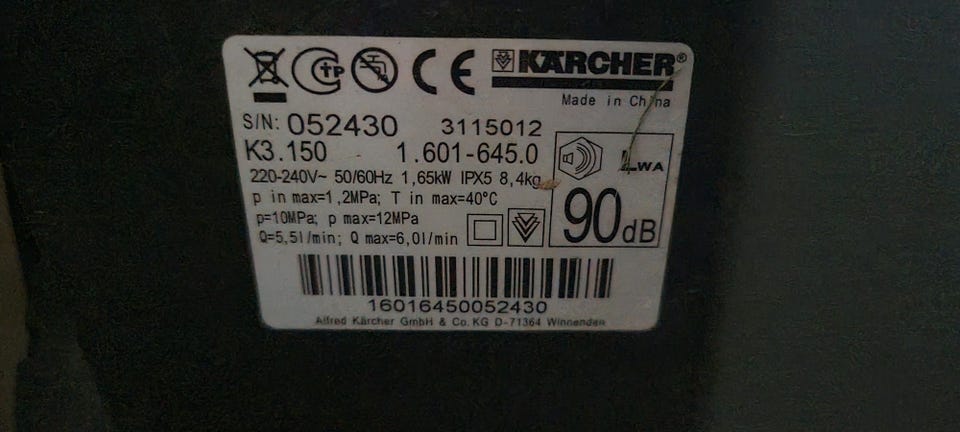 KÄRCHER®
Made in China
S/N: 052430 3115012
K3.150 1.601-645.0
220-240V~ 50/60Hz 1,65kW IPX5 8,4kg
p in max=1,2MPa; T in max=40°C
p=10MPa; p max=12MPa
Q=5,5l/min; Q max=6,0l/min
LWA
90dB
16016450052430
Alfred Kärcher GmbH & Co. KG D-71364 Winnenden